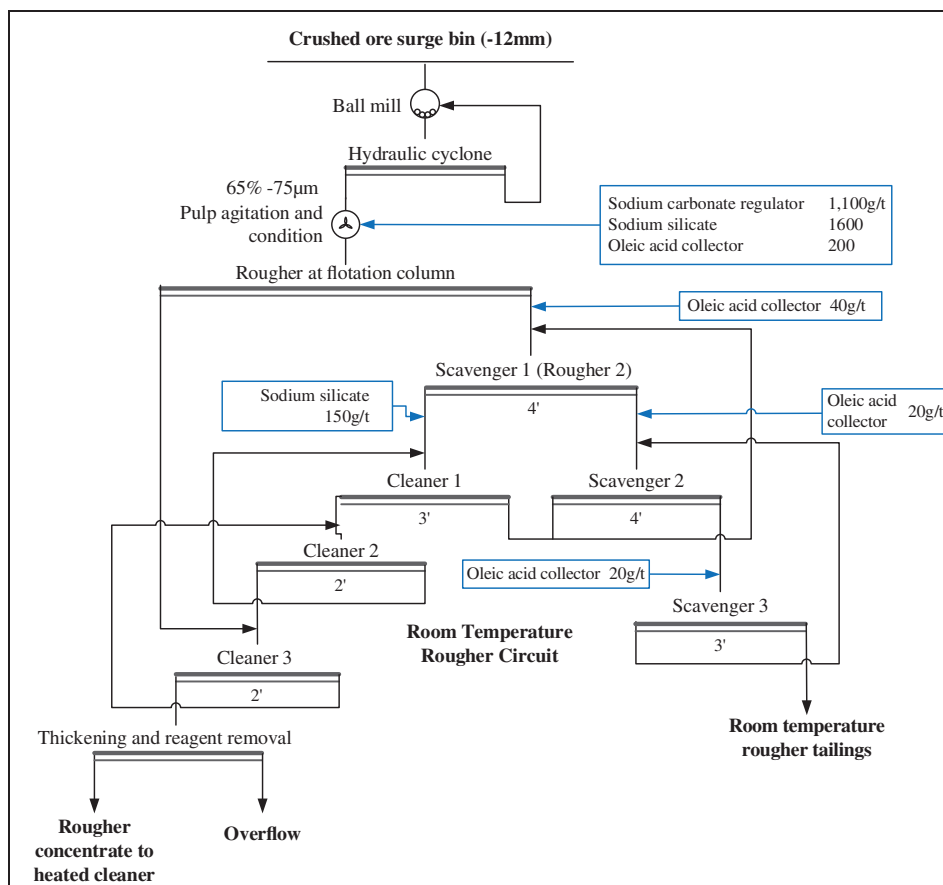 Crushed ore surge bin (-12mm)
Ball mill
Hydraulic cyclone
65% -75µm
Pulp agitation and
condition
Sodium carbonate regulator 1,100g/t
Sodium silicate 1600
Oleic acid collector 200
Rougher at flotation column
Oleic acid collector 40g/t
Scavenger 1 (Rougher 2)
4'
Sodium silicate
150g/t
Oleic acid 20g/t
collector
Cleaner 1
3'
Scavenger 2
4'
Cleaner 2
2'
Oleic acid collector 20g/t
Scavenger 3
3'
Room Temperature
Rougher Circuit
Cleaner 3
2'
Thickening and reagent removal
Room temperature
rougher tailings
Rougher
concentrate to
heated cleaner
Overflow